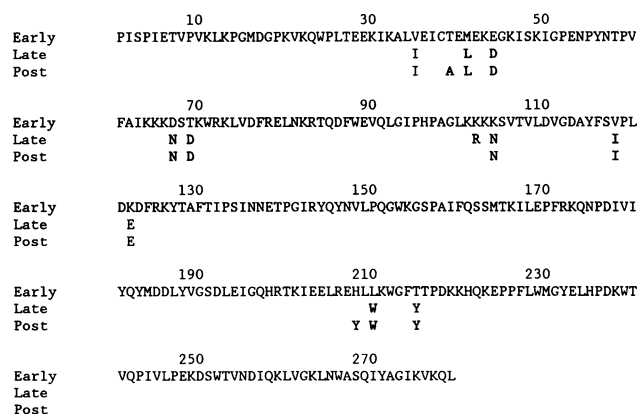 10 30 50
Early PISPIETVPVKLKPGMDGPKVKQWPLTEEKIKALVEICTEMEKEGKISKIGPENPYNTPV
Late I L D
Post I A L D
70 90 110
Early FAIKKKDSTKWRKLVDFRELNKRTQDFWEVQLGIPHPAGLKKKKSVTVLDVGDAYFSVPL
Late N D R N I
Post N D N I
130 150 170
Early DKDFRKYTAFTIPSINNETPGIRYQYNVLPQGWKGSPAIFQSSMTKILEPFRKQNPDIVI
Late E
Post E
190 210 230
Early YQYMDDLYVGSDLEIGQHRTKIEELREHLLKWGFTTPDKKHQKEPPFLWMGYELHPDKWT
Late W Y
Post Y W Y
250 270
Early VQPIVLPEKDSWTVNDIQKLVGKLNWASQIYAGIKVKQL
Late
Post